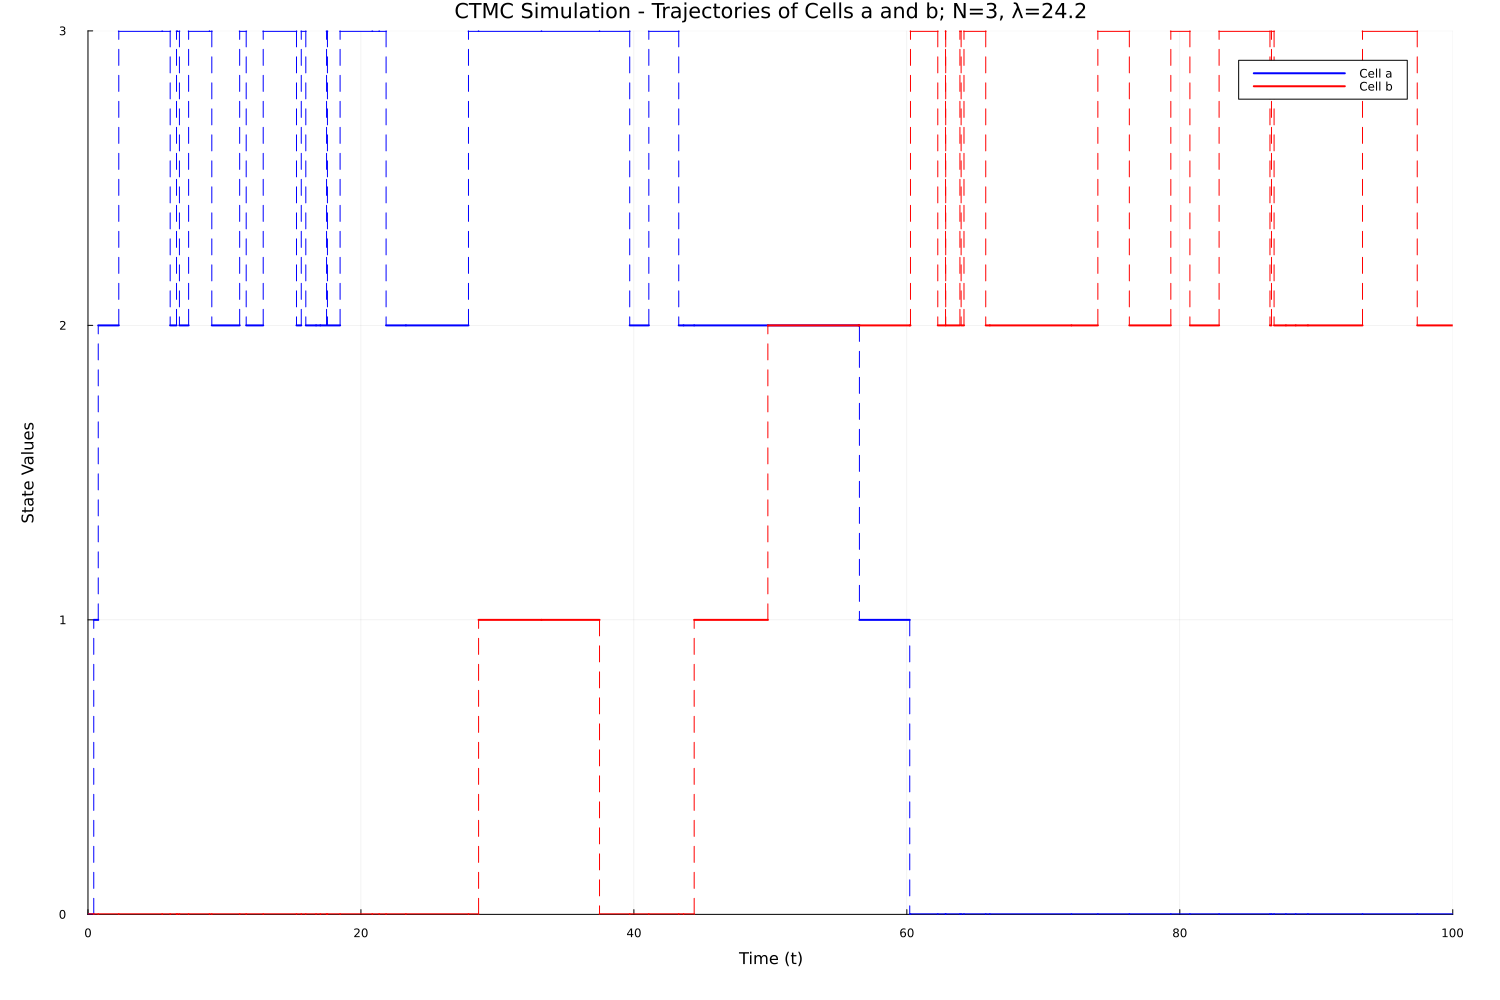 CTMC Simulation - Trajectories of Cells a and b; N=3, λ=24.2
Cell a
Cell b
State Values
3
2
1
0
0 20 40 60 80 100
Time (t)